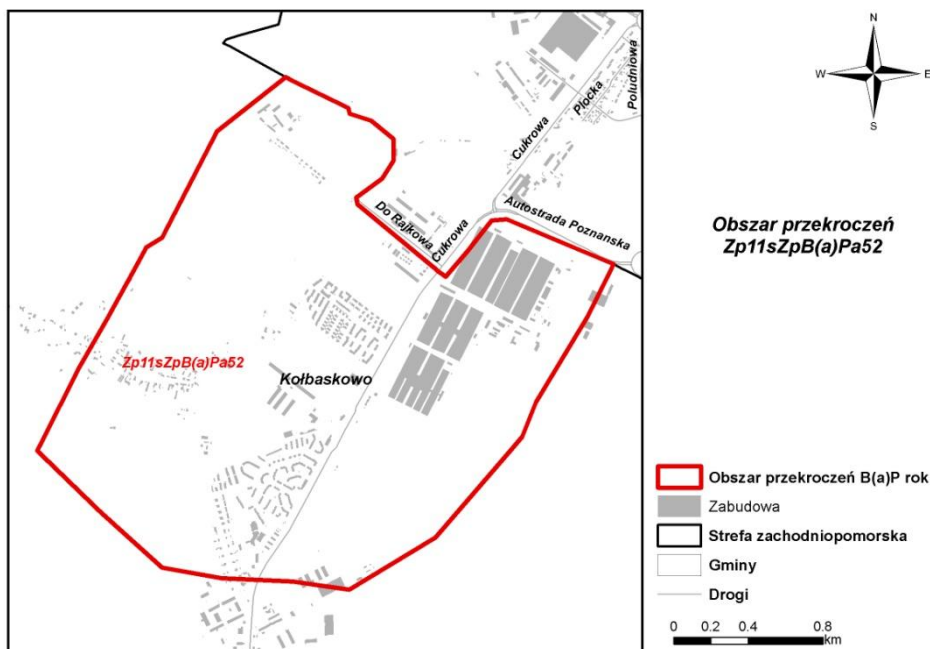 N
W
E
S
Obszar przekroczeń
Zp11sZpB(a)Pa52
Cukrowa
Płocka
Południowa
Do Rajkowa
Cukrowa
Autostrada Poznanska
Zp11sZpB(a)Pa52
Kołbaskowo
Obszar przekroczeń B(a)P rok
Zabudowa
Strefa zachodniopomorska
Gminy
Drogi
0 0.2 0.4 0.8
km